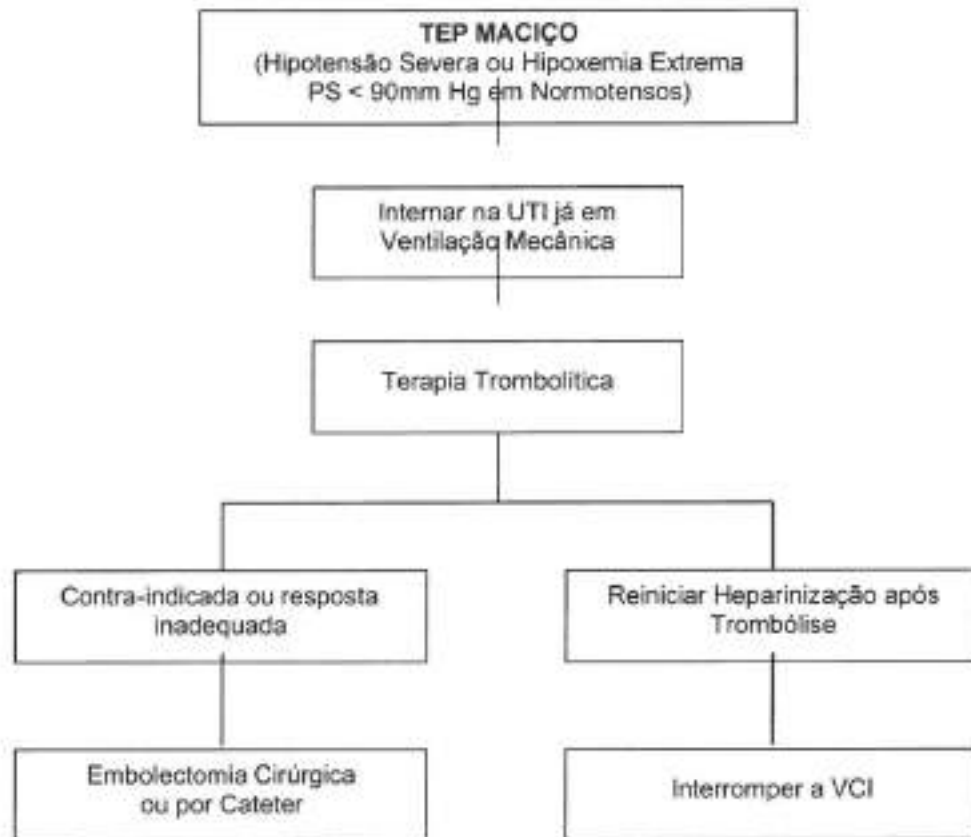 TEP MACIÇO
(Hipotensão Severa ou Hipoxemia Extrema
PS < 90mm Hg em Normotensos)
Internar na UTI já em
Ventilação Mecânica
Terapia Trombolítica
Contra-indicada ou resposta
inadequada
Reiniciar Heparinização após
Trombólise
Embolectomia Cirúrgica
ou por Cateter
Interromper a VCI